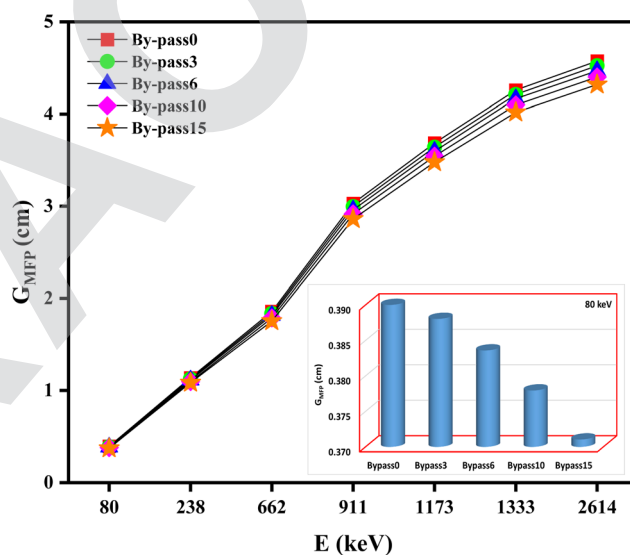 5
4
3
2
1
0
G_MFP (cm)
By-pass0
By-pass3
By-pass6
By-pass10
By-pass15
80 keV
0.390
0.385
0.380
0.375
0.370
G_MFP (cm)
Bypass0 Bypass3 Bypass6 Bypass10 Bypass15
80 238 662 911 1173 1333 2614
E (keV)